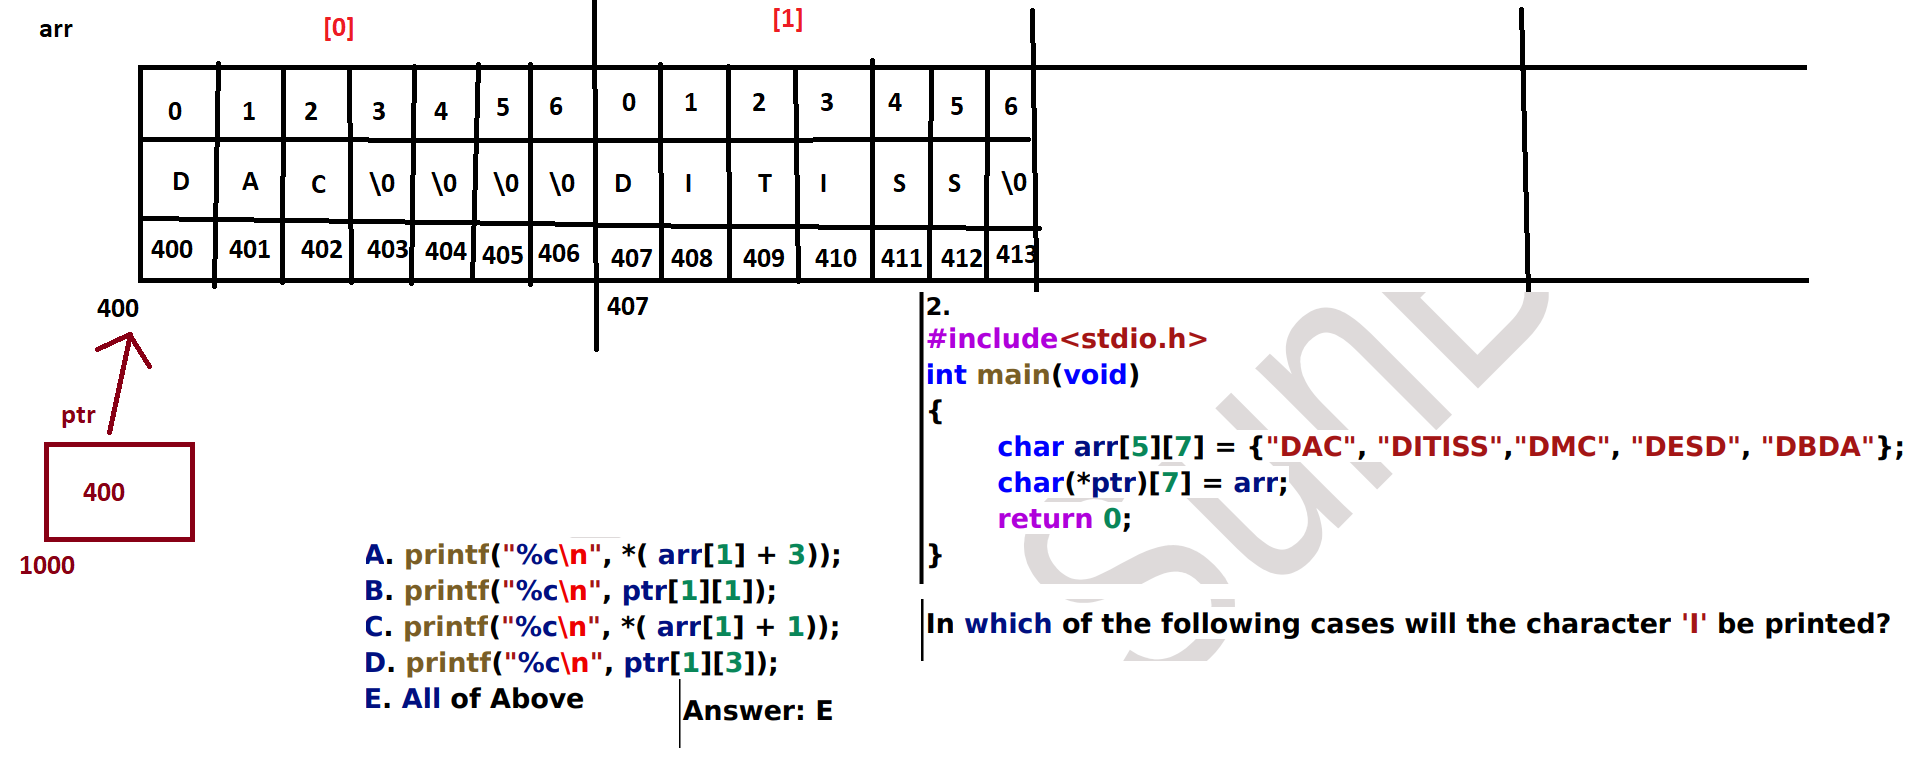 arr [0] [1]
0 1 2 3 4 5 6 0 1 2 3 4 5 6
D A C \0 \0 \0 \0 D I T I S S \0
400 401 402 403 404 405 406 407 408 409 410 411 412 413
400
407
ptr
400
1000
2.
#include<stdio.h>
int main(void)
{
char arr[5][7] = {"DAC", "DITISS","DMC", "DESD", "DBDA"};
char(*ptr)[7] = arr;
return 0;
}
In which of the following cases will the character 'I' be printed?
A. printf("%c\n", *( arr[1] + 3));
B. printf("%c\n", ptr[1][1]);
C. printf("%c\n", *( arr[1] + 1));
D. printf("%c\n", ptr[1][3]);
E. All of Above
Answer: E